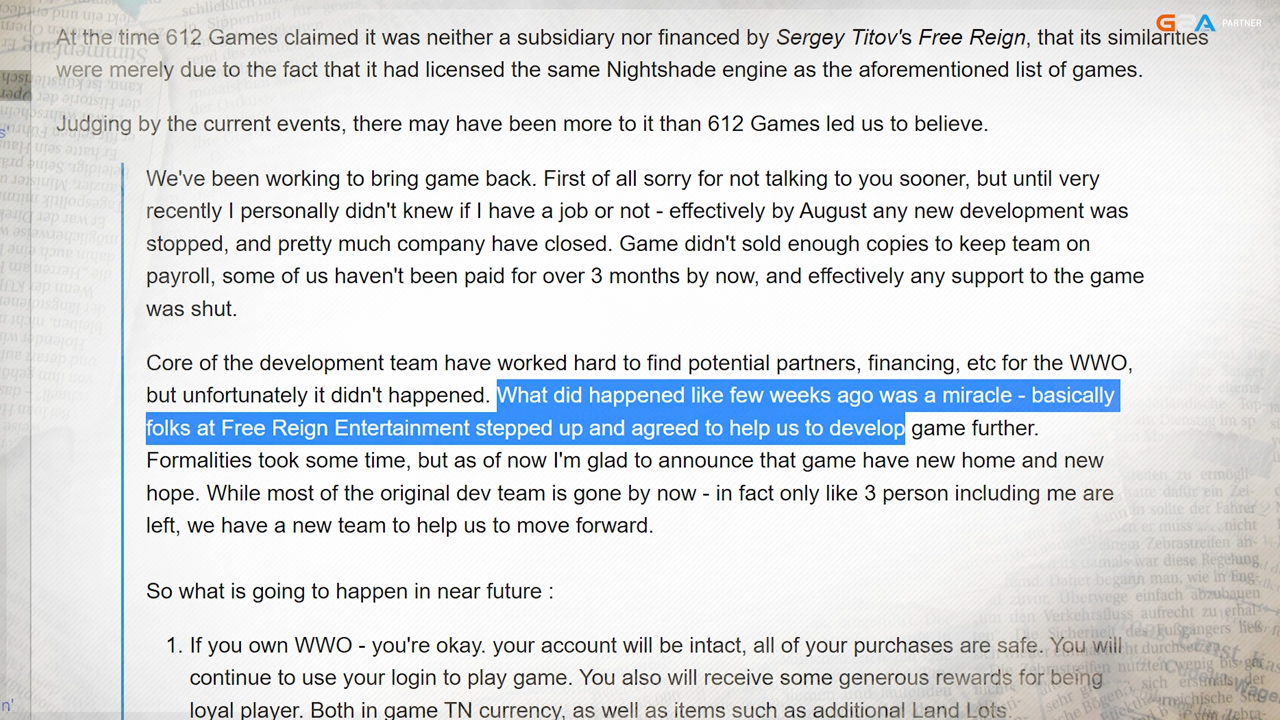 G2A PARTNER
At the time 612 Games claimed it was neither a subsidiary nor financed by Sergey Titov's Free Reign, that its similarities
were merely due to the fact that it had licensed the same Nightshade engine as the aforementioned list of games.
Judging by the current events, there may have been more to it than 612 Games led us to believe.
We've been working to bring game back. First of all sorry for not talking to you sooner, but until very
recently I personally didn't knew if I have a job or not - effectively by August any new development was
stopped, and pretty much company have closed. Game didn't sold enough copies to keep team on
payroll, some of us haven't been paid for over 3 months by now, and effectively any support to the game
was shut.
Core of the development team have worked hard to find potential partners, financing, etc for the WWO,
but unfortunately it didn't happened. What did happened like few weeks ago was a miracle - basically
folks at Free Reign Entertainment stepped up and agreed to help us to develop game further.
Formalities took some time, but as of now I'm glad to announce that game have new home and new
hope. While most of the original dev team is gone by now - in fact only like 3 person including me are
left, we have a new team to help us to move forward.
So what is going to happen in near future :
1. If you own WWO - you're okay. your account will be intact, all of your purchases are safe. You will
continue to use your login to play game. You also will receive some generous rewards for being
loyal player. Both in game TN currency, as well as items such as additional Land Lots.